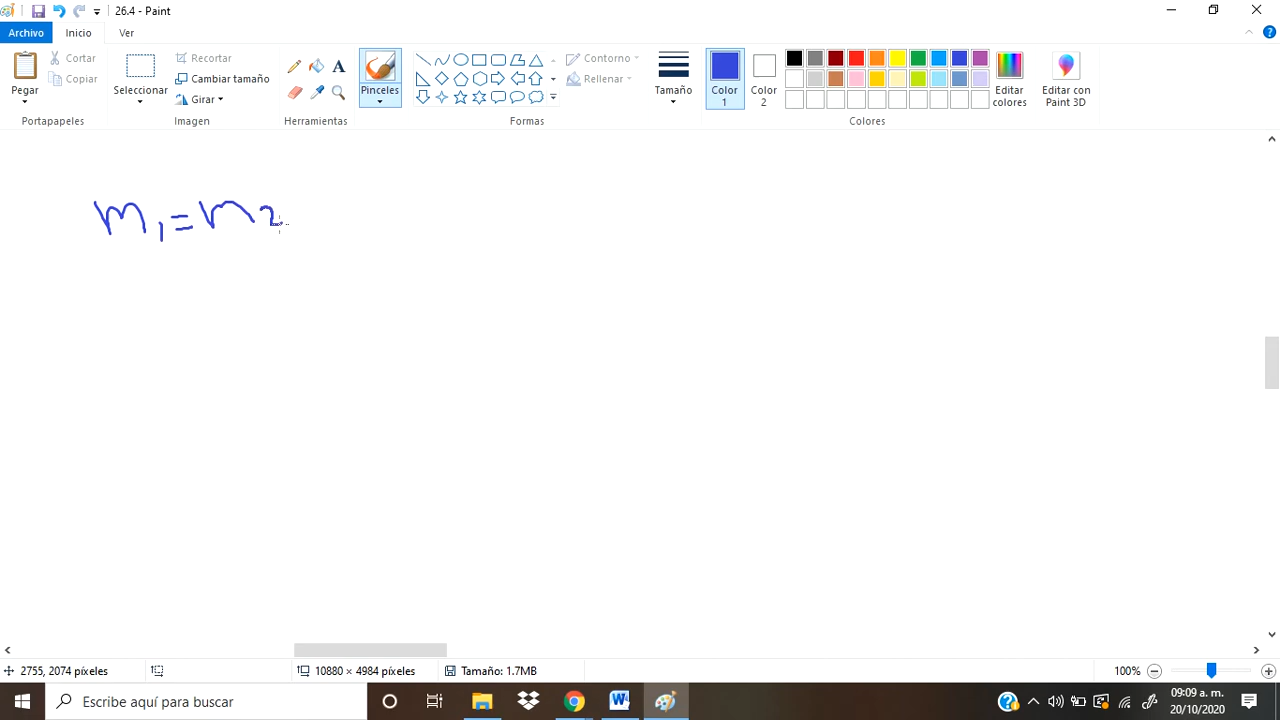 26.4 - Paint
Archivo Inicio Ver
Pegar
Cortar
Copiar
Portapapeles
Seleccionar
Recortar
Cambiar tamaño
Girar
Imagen
A
Herramientas
Pinceles
Contorno
Rellenar
Formas
Tamaño
Color 1
Color 2
Editar colores
Editar con Paint 3D
Colores
m₁ = m₂
2755, 2074 píxeles
10880 × 4984 píxeles
Tamaño: 1.7MB
100%
Escribe aquí para buscar
09:09 a. m.
20/10/2020